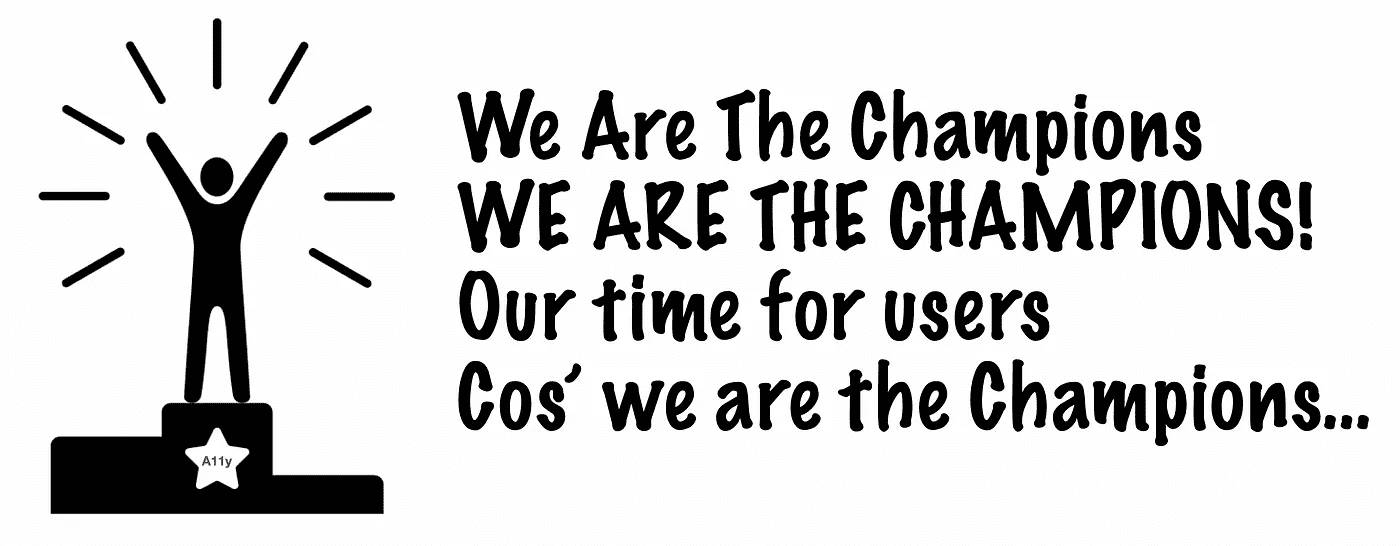 We Are The Champions
WE ARE THE CHAMPIONS!
Our time for users
Cos’ we are the Champions...
A11y